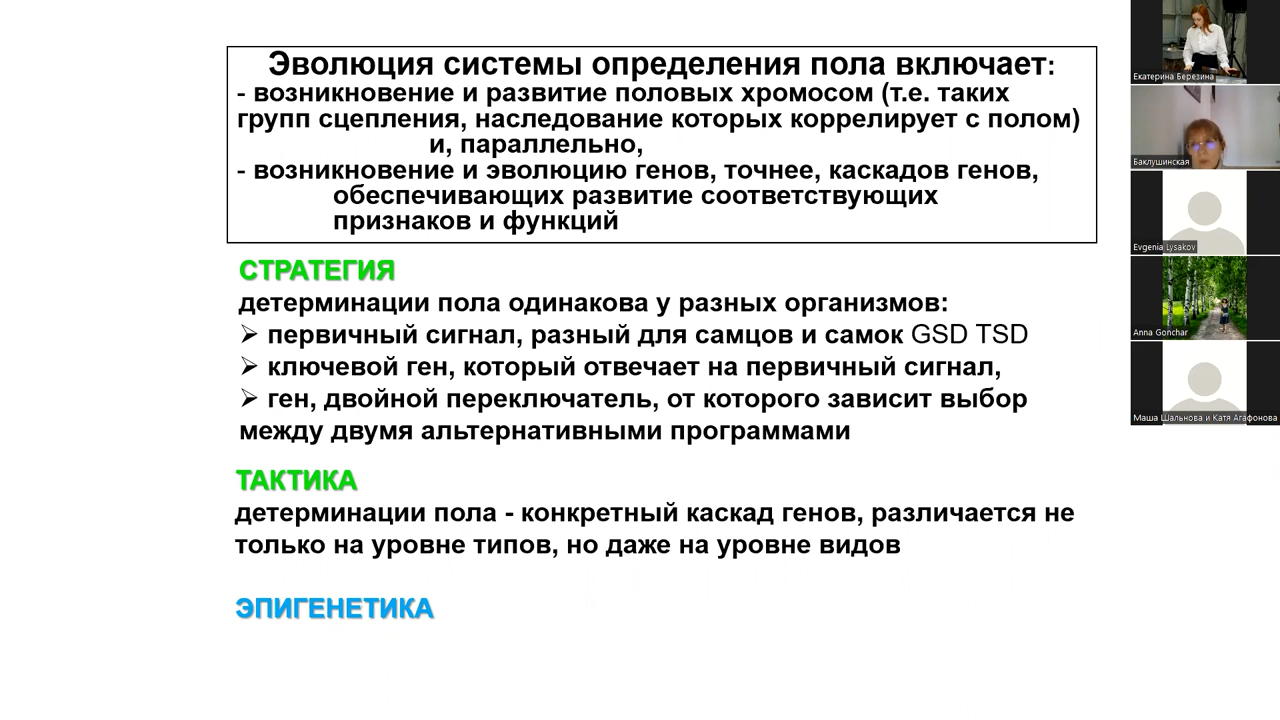 Эволюция системы определения пола включает:
- возникновение и развитие половых хромосом (т.е. таких
групп сцепления, наследование которых коррелирует с полом)
и, параллельно,
- возникновение и эволюцию генов, точнее, каскадов генов,
обеспечивающих развитие соответствующих
признаков и функций
СТРАТЕГИЯ
детерминации пола одинакова у разных организмов:
➢ первичный сигнал, разный для самцов и самок GSD TSD
➢ ключевой ген, который отвечает на первичный сигнал,
➢ ген, двойной переключатель, от которого зависит выбор
между двумя альтернативными программами
ТАКТИКА
детерминации пола - конкретный каскад генов, различается не
только на уровне типов, но даже на уровне видов
ЭПИГЕНЕТИКА
Екатерина Березина
Баклушинская
Evgenia Lysakov
Anna Gonchar
Маша Шальнова и Катя Агафонова